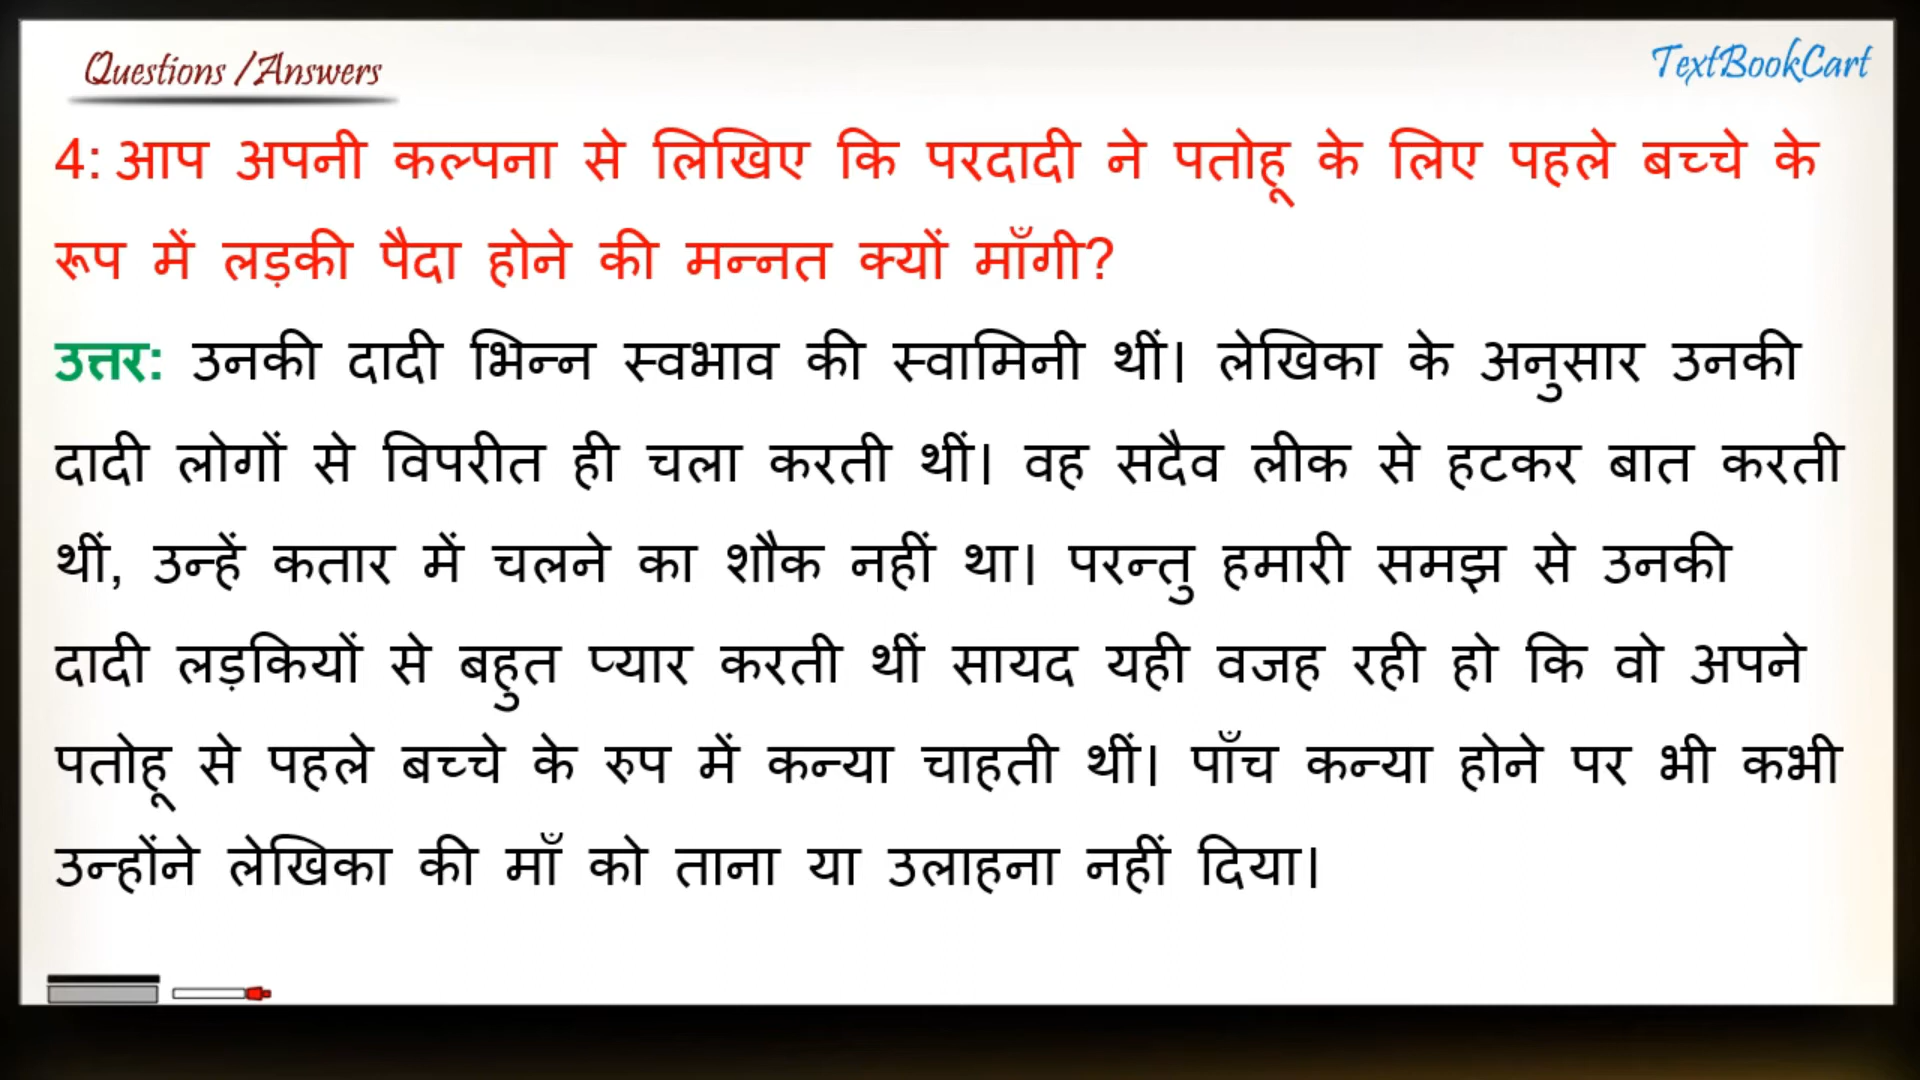 Questions /Answers
TextBookCart
4: आप अपनी कल्पना से लिखिए कि परदादी ने पतोहू के लिए पहले बच्चे के
रूप में लड़की पैदा होने की मन्नत क्यों माँगी?
उत्तर: उनकी दादी भिन्न स्वभाव की स्वामिनी थीं। लेखिका के अनुसार उनकी
दादी लोगों से विपरीत ही चला करती थीं। वह सदैव लीक से हटकर बात करती
थीं, उन्हें कतार में चलने का शौक नहीं था। परन्तु हमारी समझ से उनकी
दादी लड़कियों से बहुत प्यार करती थीं सायद यही वजह रही हो कि वो अपने
पतोहू से पहले बच्चे के रुप में कन्या चाहती थीं। पाँच कन्या होने पर भी कभी
उन्होंने लेखिका की माँ को ताना या उलाहना नहीं दिया।